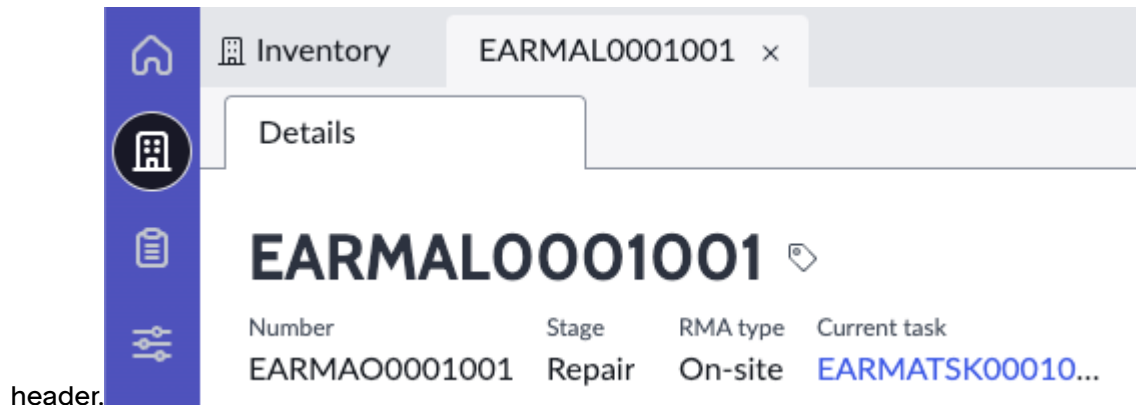 Inventory EARMAL0001001 ×
Details
EARMAL0001001
Number Stage RMA type Current task
EARMAO0001001 Repair On-site EARMATSK00010...
header.